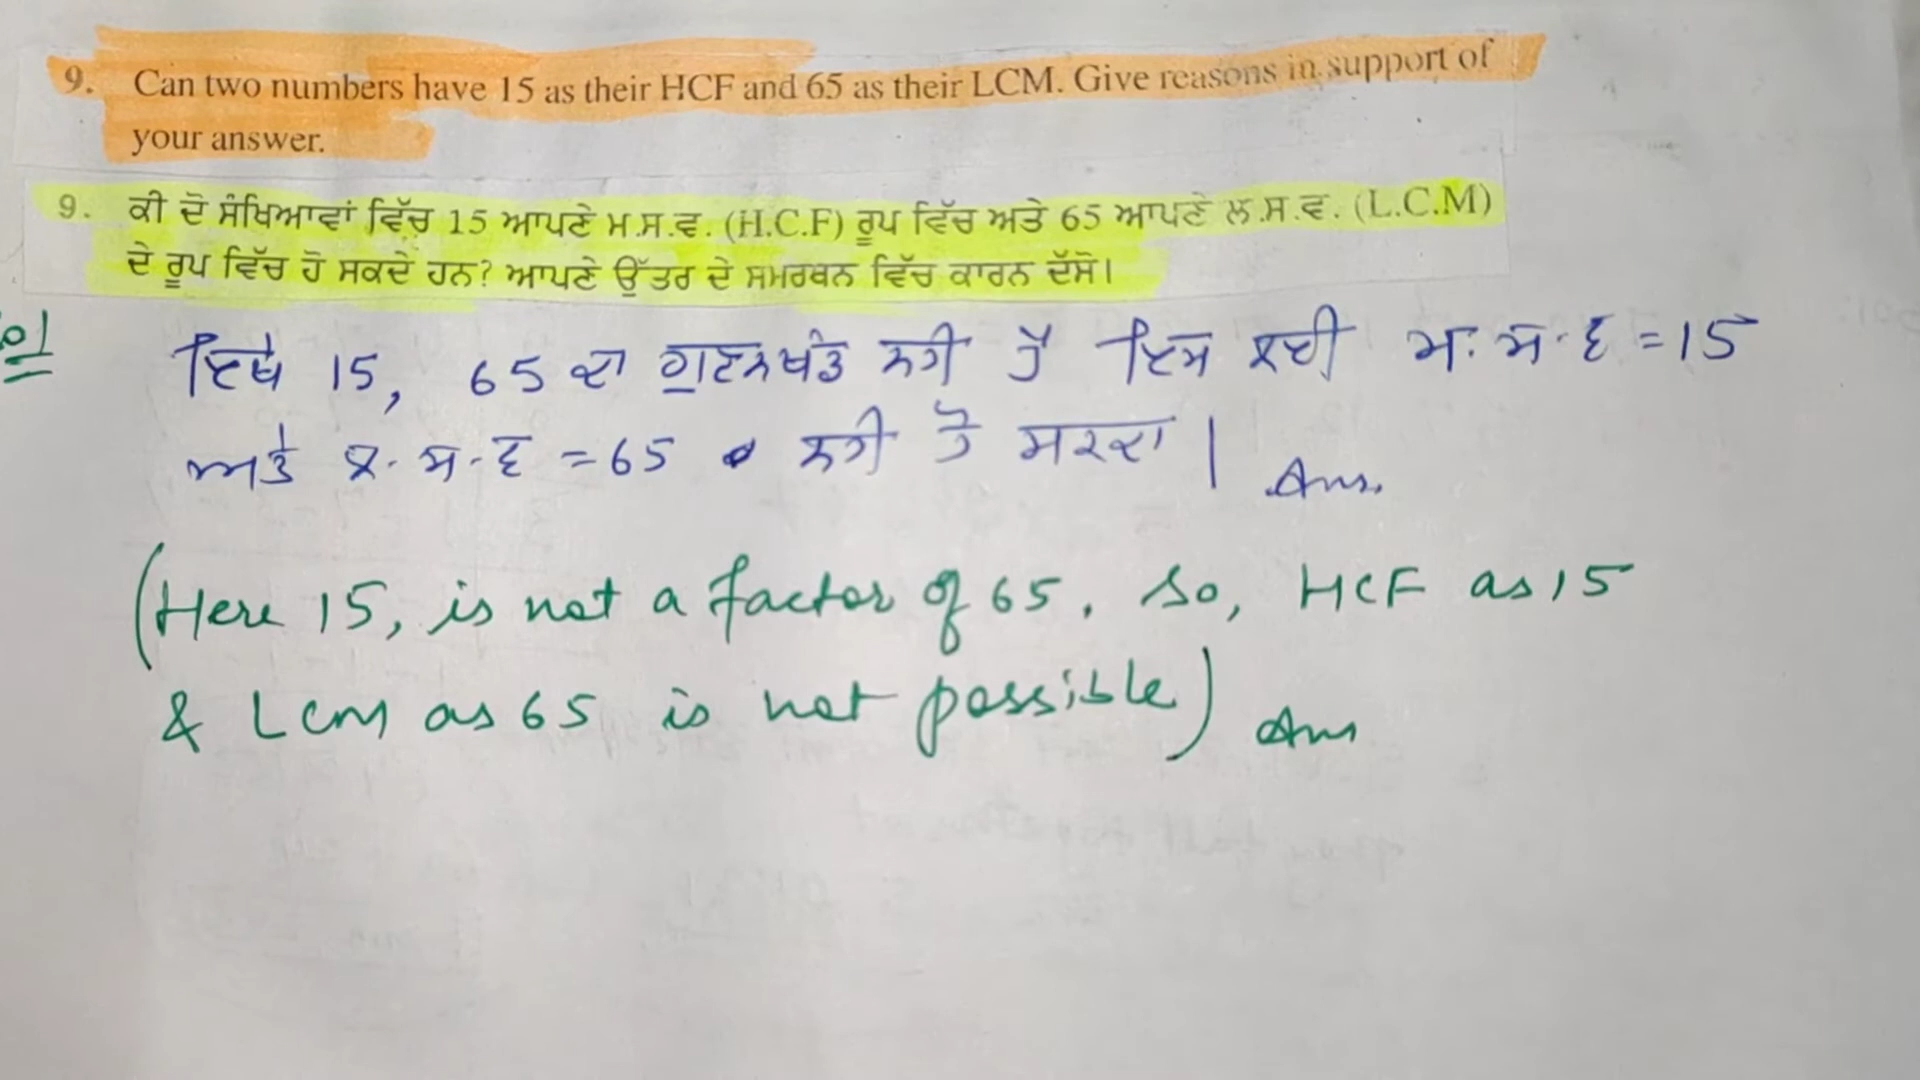 9. Can two numbers have 15 as their HCF and 65 as their LCM. Give reasons in support of
your answer.
9. ਕੀ ਦੋ ਸੰਖਿਆਵਾਂ ਵਿੱਚ 15 ਆਪਣੇ ਮ.ਸ.ਵ. (H.C.F) ਰੂਪ ਵਿੱਚ ਅਤੇ 65 ਆਪਣੇ ਲ.ਸ.ਵ. (L.C.M)
ਦੇ ਰੂਪ ਵਿੱਚ ਹੋ ਸਕਦੇ ਹਨ? ਆਪਣੇ ਉੱਤਰ ਦੇ ਸਮਰਥਨ ਵਿੱਚ ਕਾਰਨ ਦੱਸੋ।
ਇਥੇ 15, 65 ਦਾ ਗੁਣਨਖੰਡ ਨਹੀ ਹੈ ਇਸ ਲਈ ਮ.ਸ.ਵ = 15
ਅਤੇ ਲ.ਸ.ਵ = 65 ਨਹੀ ਹੋ ਸਕਦਾ | Ans.
(Here 15, is not a factor of 65. So, HCF as 15
& LCM as 65 is not possible) Ans